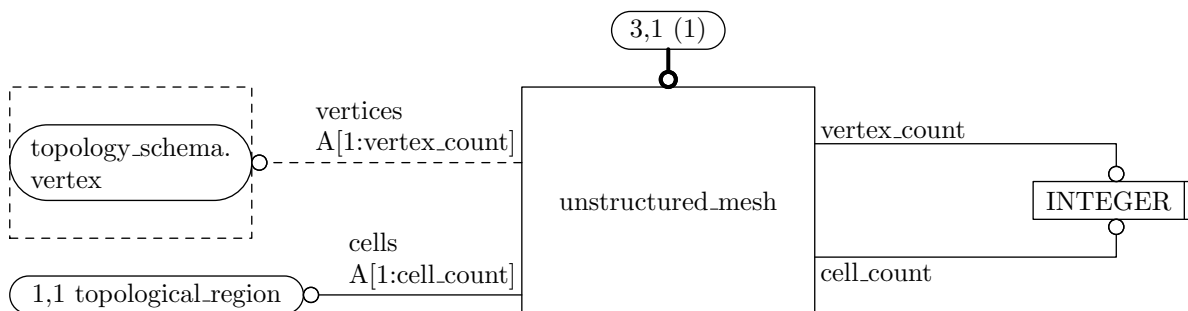 3,1 (1)
vertices
A[1:vertex_count]
topology_schema.
vertex
vertex_count
INTEGER
unstructured_mesh
cells
A[1:cell_count]
cell_count
1,1 topological_region